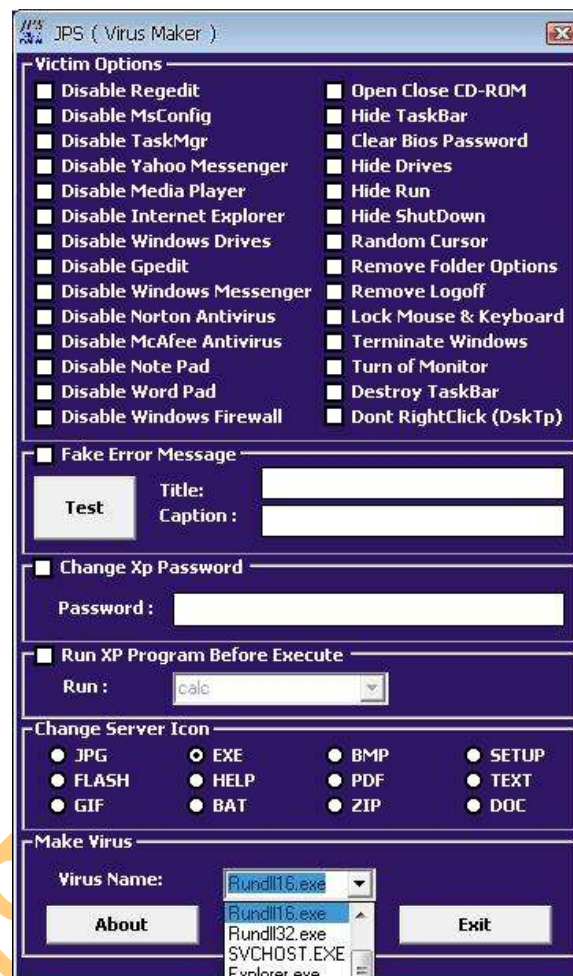 JPS
JPS ( Virus Maker )
Victim Options
Disable Regedit
Disable MsConfig
Disable TaskMgr
Disable Yahoo Messenger
Disable Media Player
Disable Internet Explorer
Disable Windows Drives
Disable Gpedit
Disable Windows Messenger
Disable Norton Antivirus
Disable McAfee Antivirus
Disable Note Pad
Disable Word Pad
Disable Windows Firewall
Open Close CD-ROM
Hide TaskBar
Clear Bios Password
Hide Drives
Hide Run
Hide ShutDown
Random Cursor
Remove Folder Options
Remove Logoff
Lock Mouse & Keyboard
Terminate Windows
Turn of Monitor
Destroy TaskBar
Dont RightClick (DskTp)
Fake Error Message
Test
Title:
Caption :
Change Xp Password
Password :
Run XP Program Before Execute
Run :
calc
Change Server Icon
JPG
EXE
BMP
SETUP
FLASH
HELP
PDF
TEXT
GIF
BAT
ZIP
DOC
Make Virus
Virus Name:
Rundll16.exe
Rundll16.exe
Rundll32.exe
SVCHOST.EXE
Explorer.exe
About
Exit